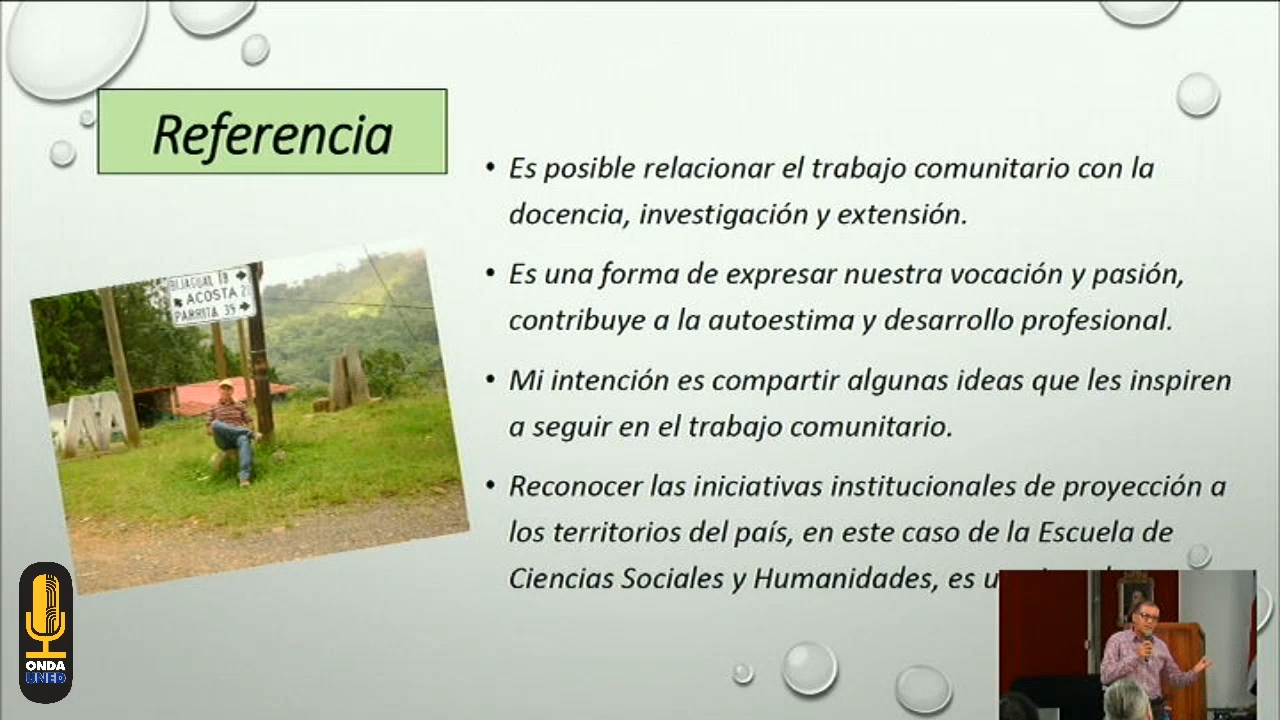 Referencia
• Es posible relacionar el trabajo comunitario con la
docencia, investigación y extensión.
• Es una forma de expresar nuestra vocación y pasión,
contribuye a la autoestima y desarrollo profesional.
• Mi intención es compartir algunas ideas que les inspiren
a seguir en el trabajo comunitario.
• Reconocer las iniciativas institucionales de proyección a
los territorios del país, en este caso de la Escuela de
Ciencias Sociales y Humanidades, es
ACOSTA
PARRITA 39
ONDA
UNED